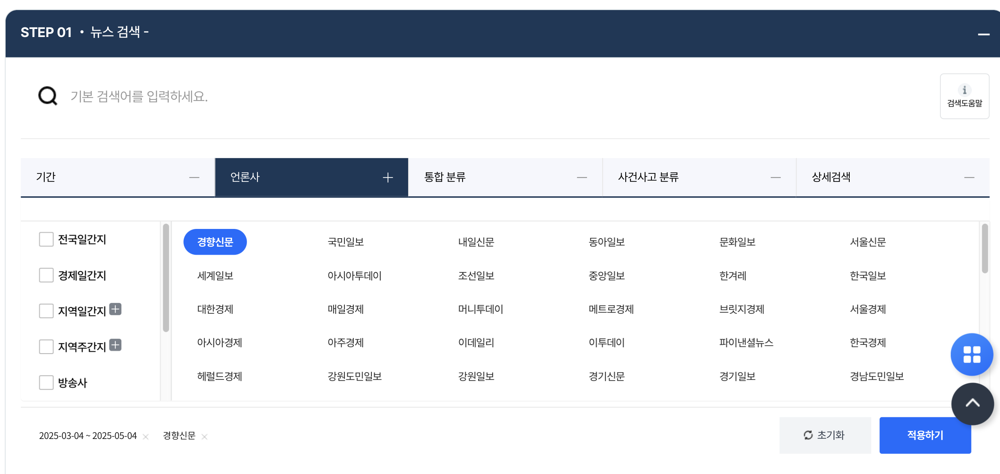 STEP 01 • 뉴스 검색 -
기본 검색어를 입력하세요.
검색도움말
기간 언론사 통합 분류 사건사고 분류 상세검색
전국일간지
경제일간지
지역일간지
지역주간지
방송사
경향신문 국민일보 내일신문 동아일보 문화일보 서울신문
세계일보 아시아투데이 조선일보 중앙일보 한겨레 한국일보
대한경제 매일경제 머니투데이 메트로경제 브릿지경제 서울경제
아시아경제 아주경제 이데일리 이투데이 파이낸셜뉴스 한국경제
헤럴드경제 강원도민일보 강원일보 경기신문 경기일보 경남도민일보
2025-03-04 ~ 2025-05-04 경향신문
초기화 적용하기